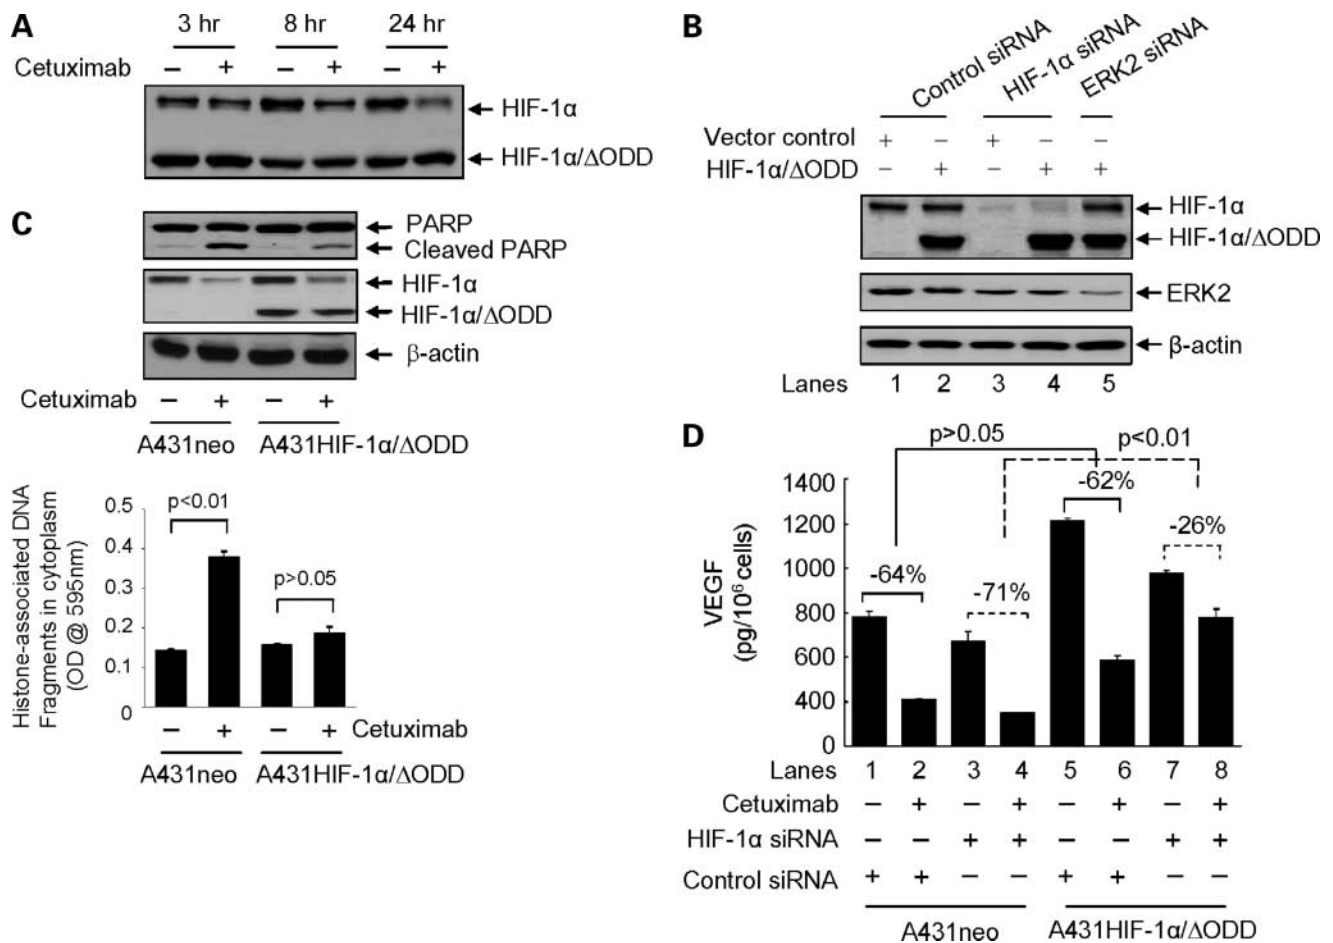 A
3 hr 8 hr 24 hr
Cetuximab − + − + − +
HIF-1α
HIF-1α/ΔODD
B
Control siRNA
HIF-1α siRNA
ERK2 siRNA
Vector control + − + − −
HIF-1α/ΔODD − + − + +
HIF-1α
HIF-1α/ΔODD
ERK2
β-actin
Lanes 1 2 3 4 5
C
PARP
Cleaved PARP
HIF-1α
HIF-1α/ΔODD
β-actin
Cetuximab − + − +
A431neo A431HIF-1α/ΔODD
Histone-associated DNA
Fragments in cytoplasm
(OD @ 595nm)
0.5
0.4
0.3
0.2
0.1
0
p<0.01
p>0.05
− + − + Cetuximab
A431neo A431HIF-1α/ΔODD
D
p>0.05
p<0.01
VEGF
(pg/10⁶ cells)
1400
1200
1000
800
600
400
0
-64%
-71%
-62%
-26%
Lanes 1 2 3 4 5 6 7 8
Cetuximab − + − + − + − +
HIF-1α siRNA − − + + − − + +
Control siRNA + + − − + + − −
A431neo A431HIF-1α/ΔODD